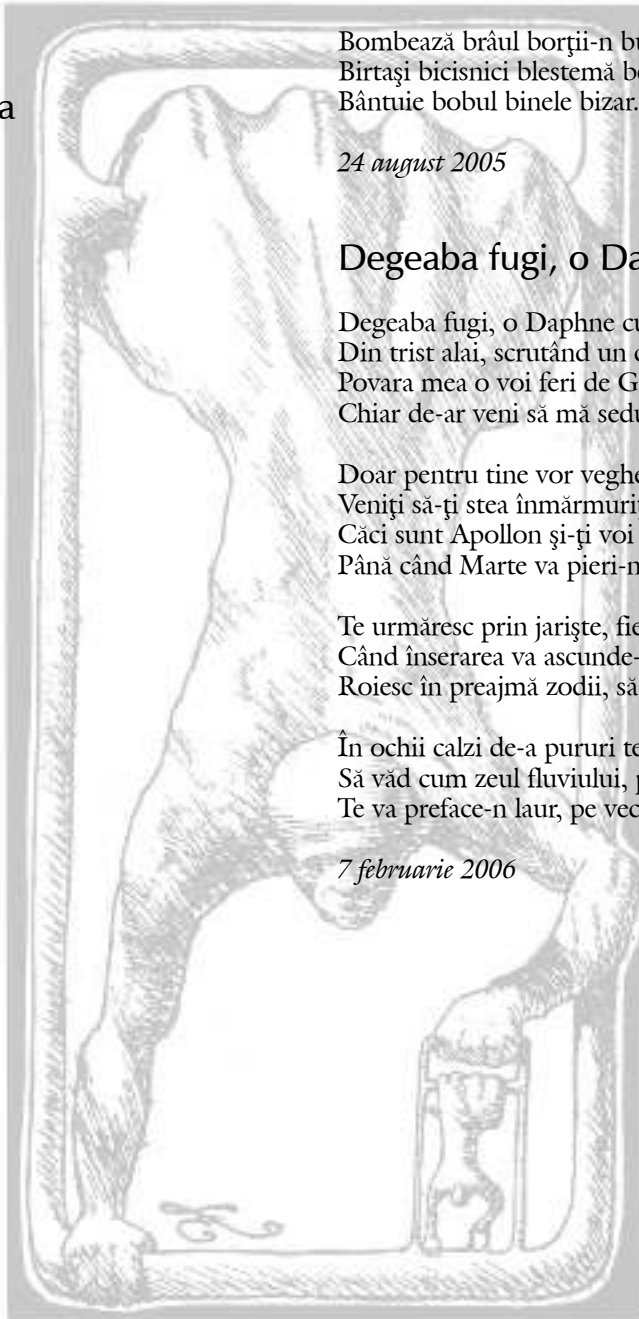 a
Bombează brâul borţii-n bu
Birtaşi bicisnici blestemă b
Bântuie bobul binele bizar.
24 august 2005
Degeaba fugi, o Da
Degeaba fugi, o Daphne cu
Din trist alai, scrutând un
Povara mea o voi feri de G
Chiar de-ar veni să mă sedu
Doar pentru tine vor veghe
Veniţi să-ţi stea înmărmuri
Căci sunt Apollon şi-ţi voi
Până când Marte va pieri-n
Te urmăresc prin jarişte, fie
Când înserarea va ascunde-
Roiesc în preajmă zodii, să
În ochii calzi de-a pururi te
Să văd cum zeul fluviului, p
Te va preface-n laur, pe vec
7 februarie 2006